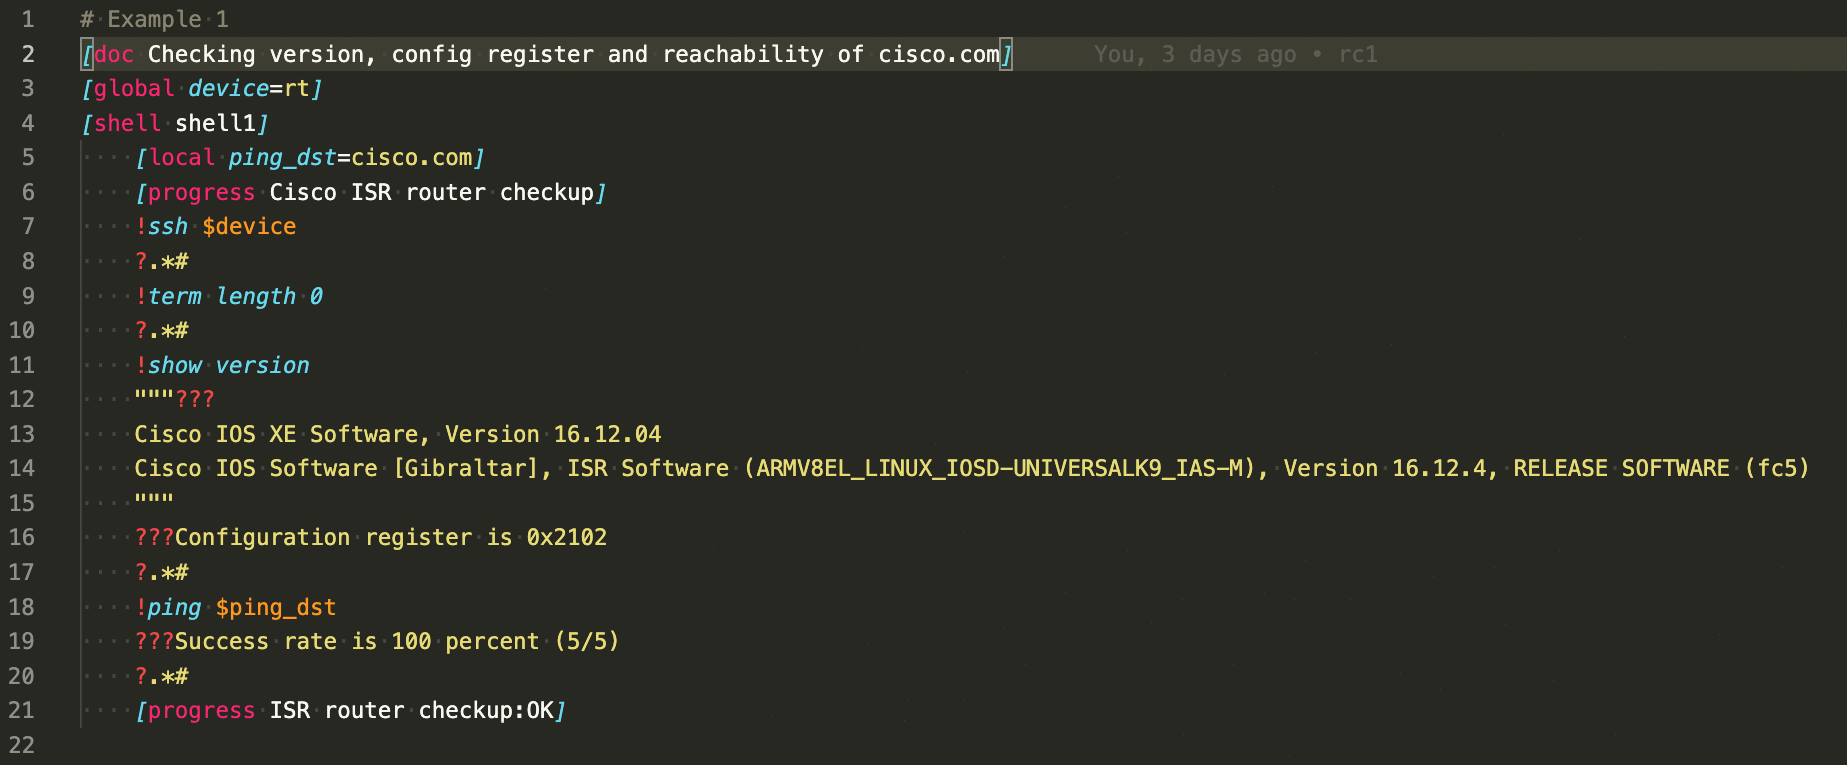 1 # Example 1
2 [doc Checking version, config register and reachability of cisco.com] You, 3 days ago • rc1
3 [global device=rt]
4 [shell shell1]
5 [local ping_dst=cisco.com]
6 [progress Cisco ISR router checkup]
7 !ssh $device
8 ?.*#
9 !term length 0
10 ?.*#
11 !show version
12 """???
13 Cisco IOS XE Software, Version 16.12.04
14 Cisco IOS Software [Gibraltar], ISR Software (ARMV8EL_LINUX_IOSD-UNIVERSALK9_IAS-M), Version 16.12.4, RELEASE SOFTWARE (fc5)
15 """
16 ???Configuration register is 0x2102
17 ?.*#
18 !ping $ping_dst
19 ???Success rate is 100 percent (5/5)
20 ?.*#
21 [progress ISR router checkup:OK]
22